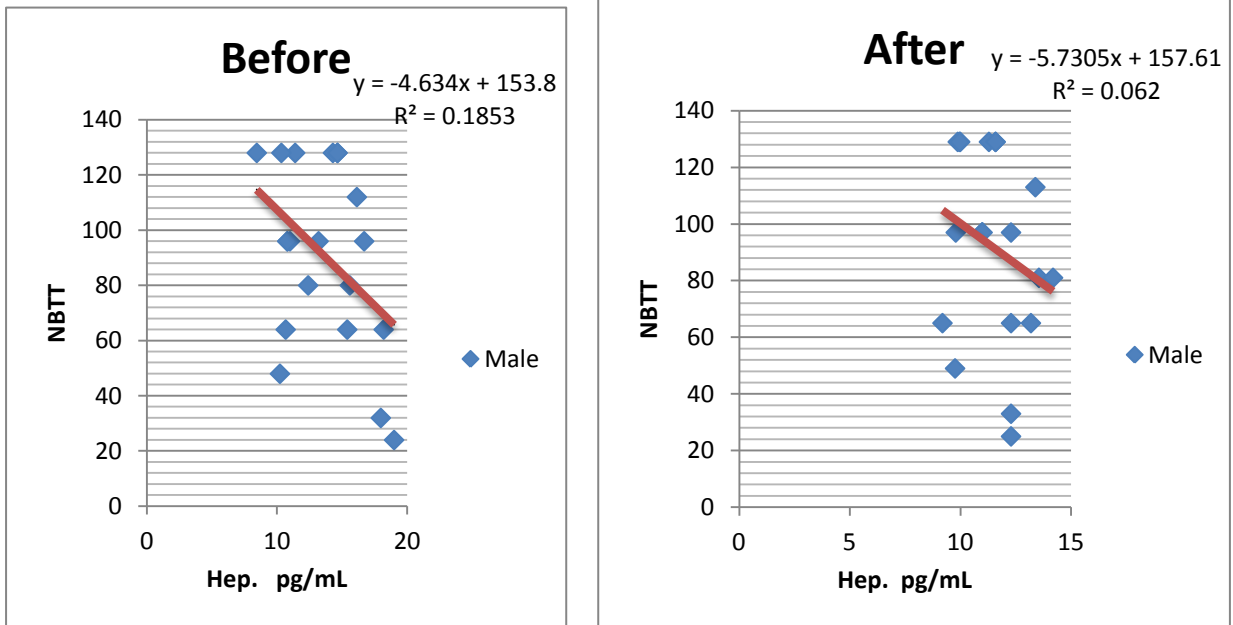 Before
y = -4.634x + 153.8
R² = 0.1853
140
120
100
80
60
40
20
0
0 10 20
NBTT
Hep. pg/mL
Male
After
y = -5.7305x + 157.61
R² = 0.062
140
120
100
80
60
40
20
0
0 5 10 15
NBTT
Hep. pg/mL
Male